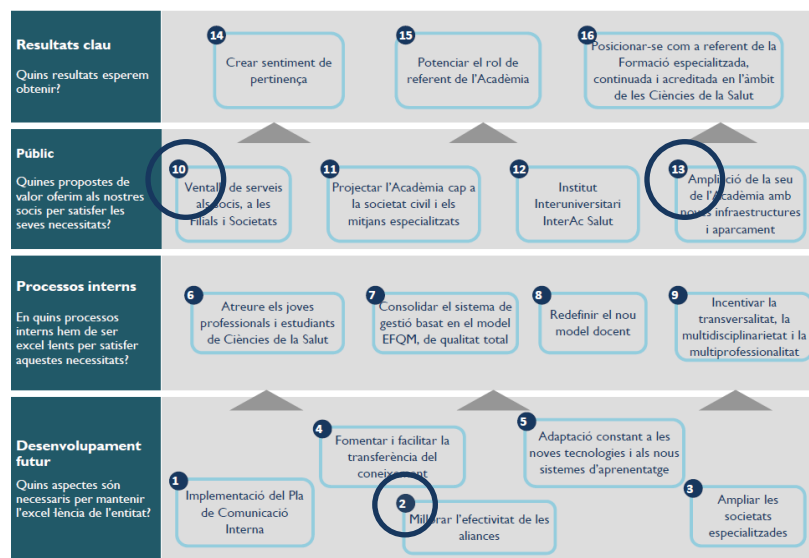 Resultats clau
Quins resultats esperem
obtenir?
14
Crear sentiment de
pertinença
15
Potenciar el rol de
referent de l'Acadèmia
16
Posicionar-se com a referent de la
Formació especialitzada,
continuada i acreditada en l'àmbit
de les Ciències de la Salut
Públic
Quines propostes de
valor oferim als nostres
socis per satisfer les
seves necessitats?
10
Ventall de serveis
als socis, a les
Filials i Societats
11
Projectar l'Acadèmia cap a
la societat civil i els
mitjans especialitzats
12
Institut
Interuniversitari
InterAc Salut
13
Ampliació de la seu
de l'Acadèmia amb
noves infraestructures
i aparcament
Processos interns
En quins processos
interns hem de ser
excel·lents per satisfer
aquestes necessitats?
6
Atreure els joves
professionals i estudiants
de Ciències de la Salut
7
Consolidar el sistema de
gestió basat en el model
EFQM, de qualitat total
8
Redefinir el nou
model docent
9
Incentivar la
transversalitat, la
multidisciplinarietat i la
multiprofessionalitat
Desenvolupament
futur
Quins aspectes són
necessaris per mantenir
l'excel·lència de l'entitat?
1
Implementació del Pla
de Comunicació
Interna
4
Fomentar i facilitar la
transferència del
coneixement
2
Millorar l'efectivitat de les
aliances
5
Adaptació constant a les
noves tecnologies i als nous
sistemes d'aprenentatge
3
Ampliar les
societats
especialitzades